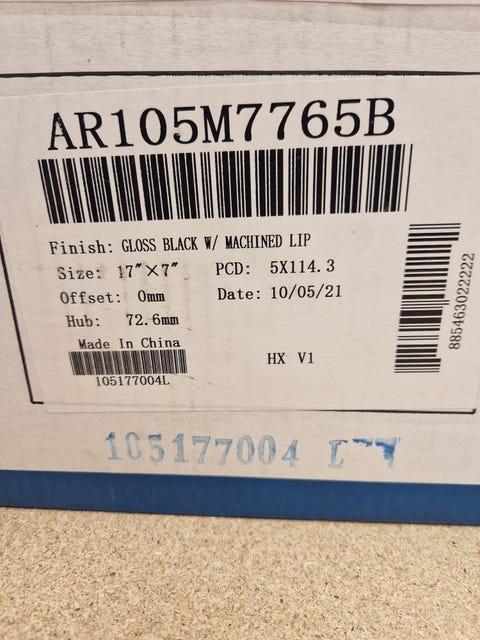 AR105M7765B
Finish: GLOSS BLACK W/ MACHINED LIP
Size: 17"×7" PCD: 5X114.3
Offset: 0mm Date: 10/05/21
Hub: 72.6mm
Made In China
105177004L
HX V1
885463022222
105177004 L